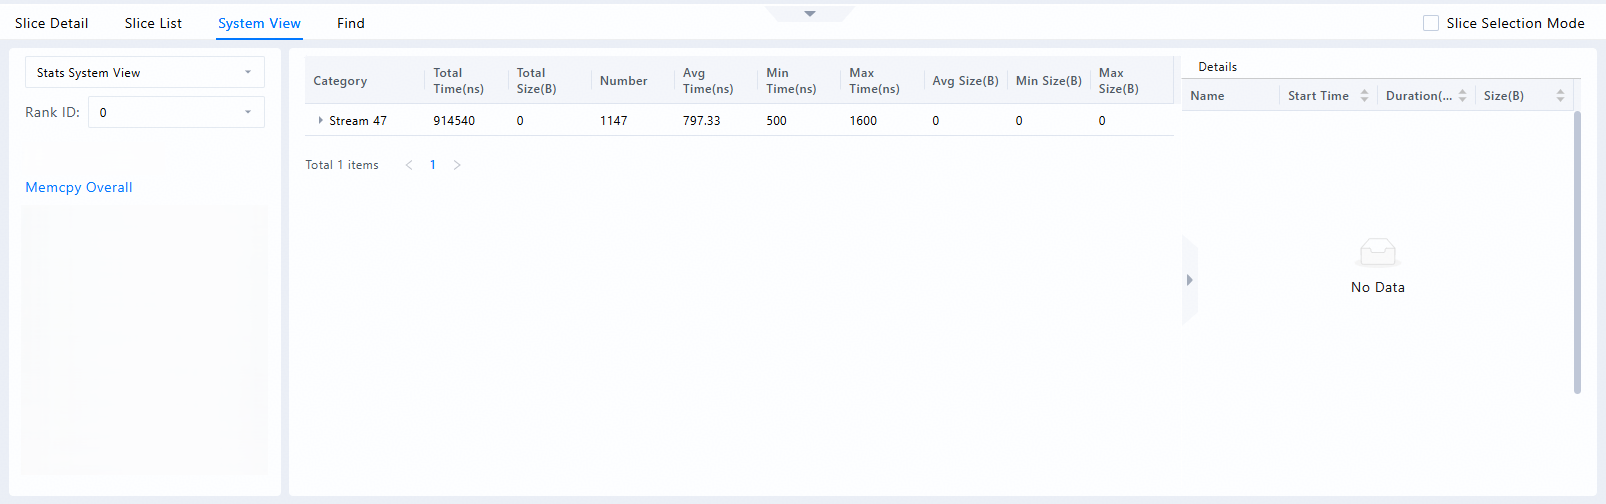 Slice Detail Slice List System View Find Slice Selection Mode
Stats System View
Rank ID: 0
Memcpy Overall
Category Total Time(ns) Total Size(B) Number Avg Time(ns) Min Time(ns) Max Time(ns) Avg Size(B) Min Size(B) Max Size(B)
Stream 47 914540 0 1147 797.33 500 1600 0 0 0
Total 1 items 1
Details
Name Start Time Duration(... Size(B)
No Data